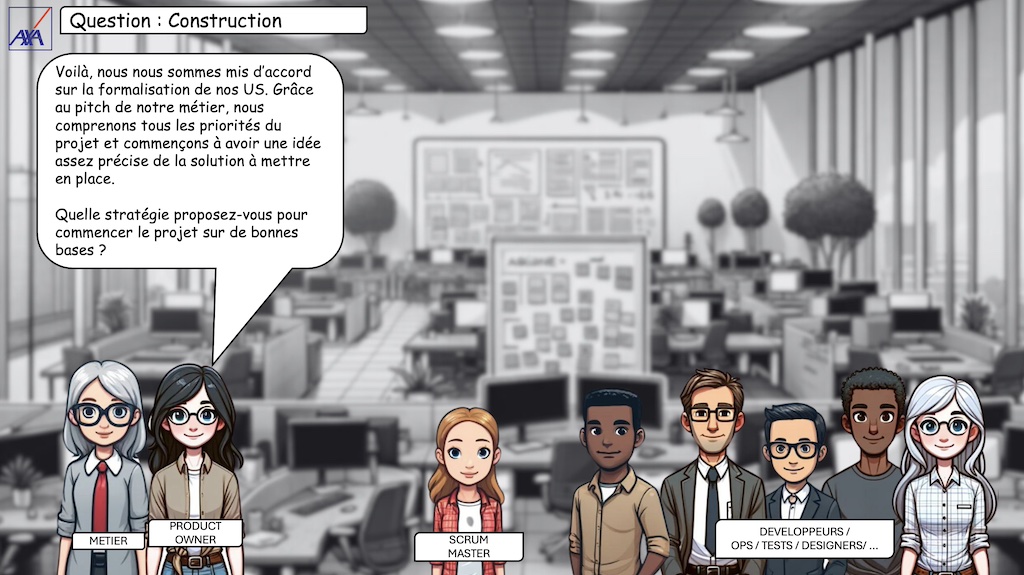 AXA
Question : Construction
Voilà, nous nous sommes mis d’accord
sur la formalisation de nos US. Grâce
au pitch de notre métier, nous
comprenons tous les priorités du
projet et commençons à avoir une idée
assez précise de la solution à mettre
en place.
Quelle stratégie proposez-vous pour
commencer le projet sur de bonnes
bases ?
METIER
PRODUCT
OWNER
SCRUM
MASTER
DEVELOPPEURS /
OPS / TESTS / DESIGNERS/ ...